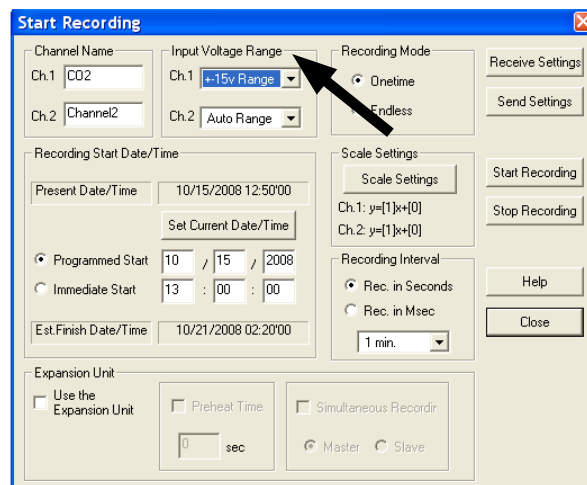 Start Recording
Channel Name
Ch.1 CO2
Ch.2 Channel2
Input Voltage Range
Ch.1 +-15v Range
Ch.2 Auto Range
Recording Mode
Onetime
Endless
Receive Settings
Send Settings
Recording Start Date/Time
Present Date/Time 10/15/2008 12:50'00
Set Current Date/Time
Programmed Start 10 / 15 / 2008
Immediate Start 13 : 00 : 00
Est.Finish Date/Time 10/21/2008 02:20'00
Scale Settings
Scale Settings
Ch.1: y=[1]x+[0]
Ch.2: y=[1]x+[0]
Recording Interval
Rec. in Seconds
Rec. in Msec
1 min.
Start Recording
Stop Recording
Help
Close
Expansion Unit
Use the
Expansion Unit
Preheat Time
0 sec
Simultaneous Recordir
Master Slave